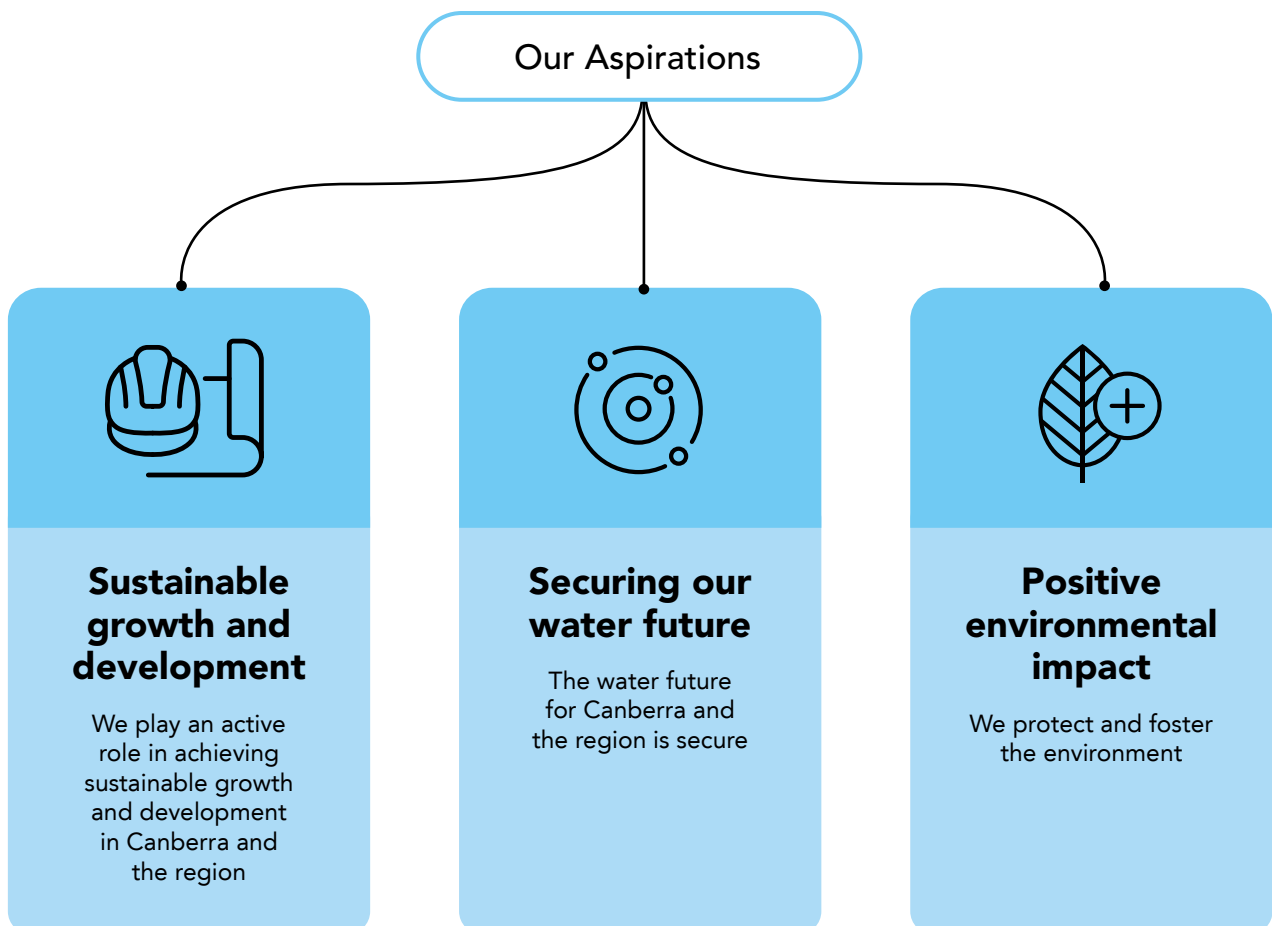 Our Aspirations
Sustainable
growth and
development
We play an active
role in achieving
sustainable growth
and development
in Canberra and
the region
Securing our
water future
The water future
for Canberra and
the region is secure
Positive
environmental
impact
We protect and foster
the environment